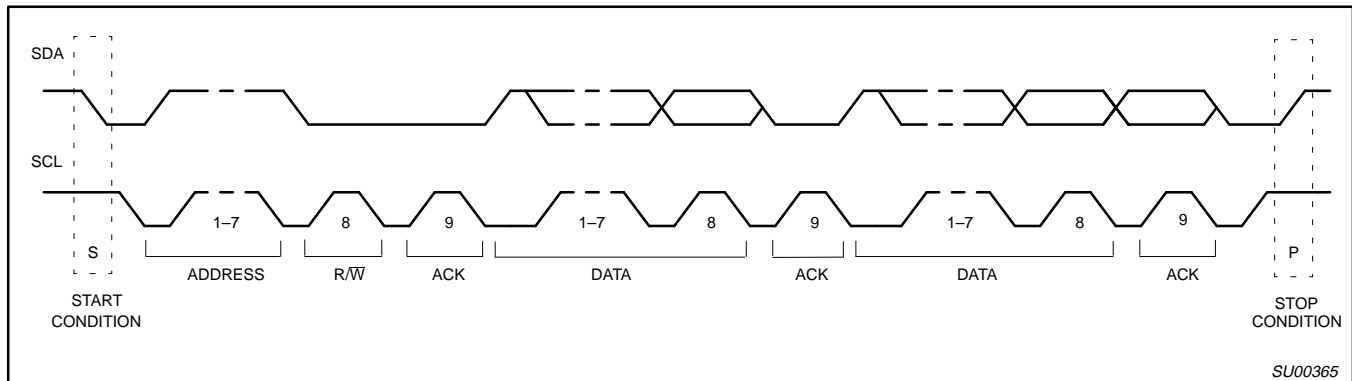 SDA
SCL
1–7 8 9 1–7 8 9 1–7 8 9
S P
ADDRESS R/W̅ ACK DATA ACK DATA ACK
START
CONDITION
STOP
CONDITION
SU00365